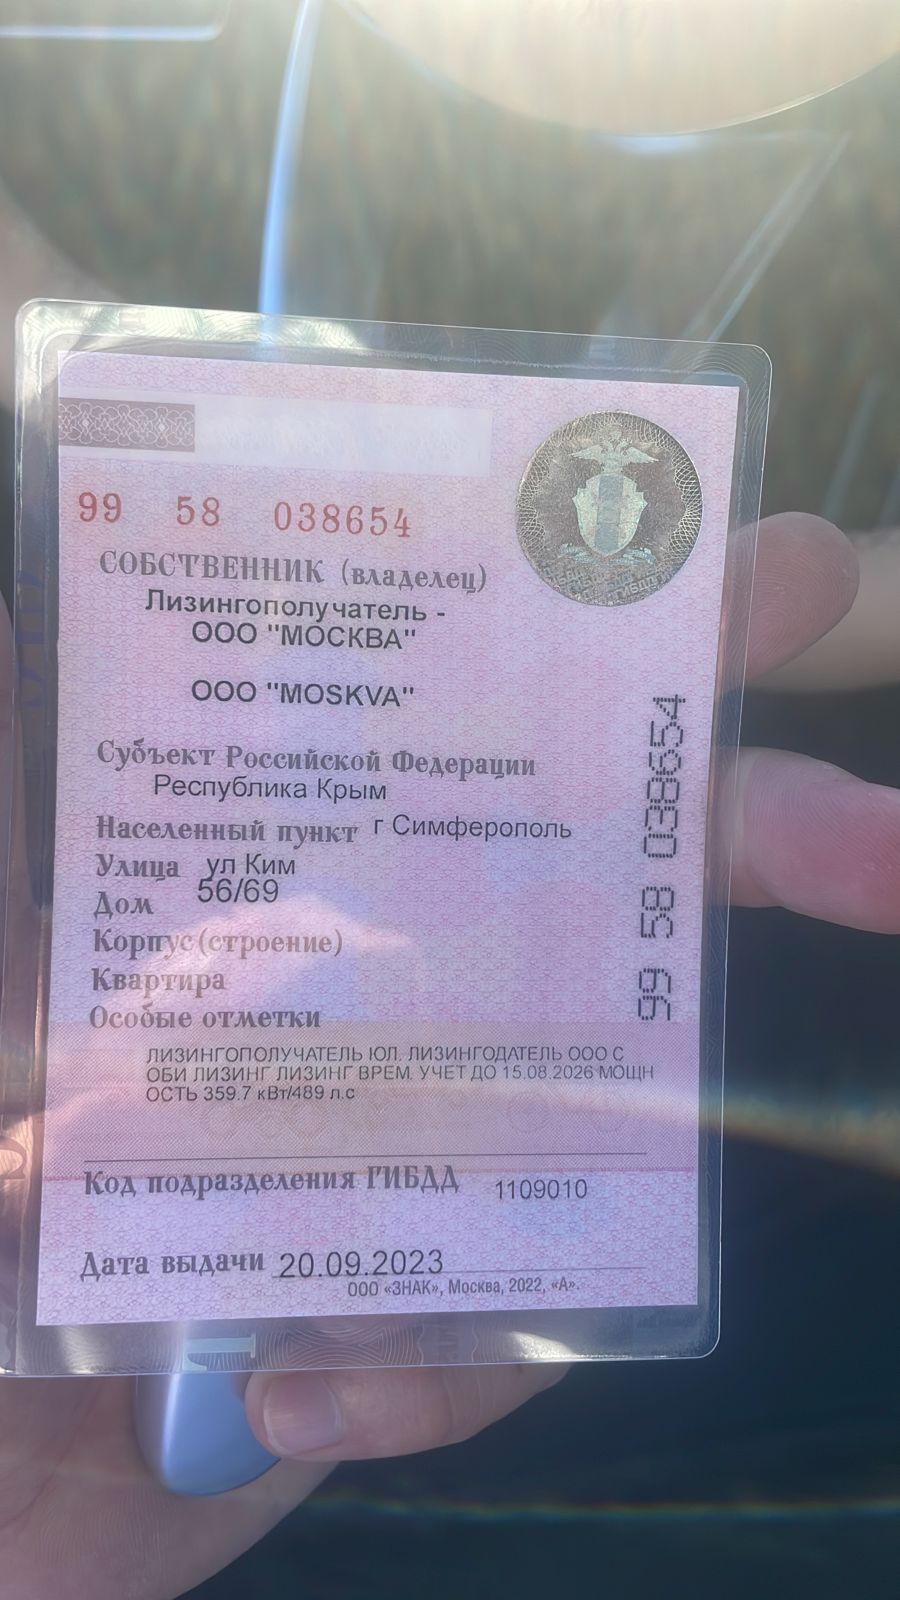 99 58 038654
СОБСТВЕННИК (владелец)
Лизингополучатель -
ООО "МОСКВА"
ООО "MOSKVA"
Субъект Российской Федерации
Республика Крым
Населенный пункт г Симферополь
Улица ул Ким
Дом 56/69
Корпус (строение)
Квартира
Особые отметки
ЛИЗИНГОПОЛУЧАТЕЛЬ ЮЛ. ЛИЗИНГОДАТЕЛЬ ООО С
ОБИ ЛИЗИНГ ЛИЗИНГ ВРЕМ. УЧЕТ ДО 15.08.2026 МОЩН
ОСТЬ 359.7 кВт/489 л.с
Код подразделения ГИБДД 1109010
Дата выдачи 20.09.2023
ООО «ЗНАК», Москва, 2022, «А».
99 58 038654